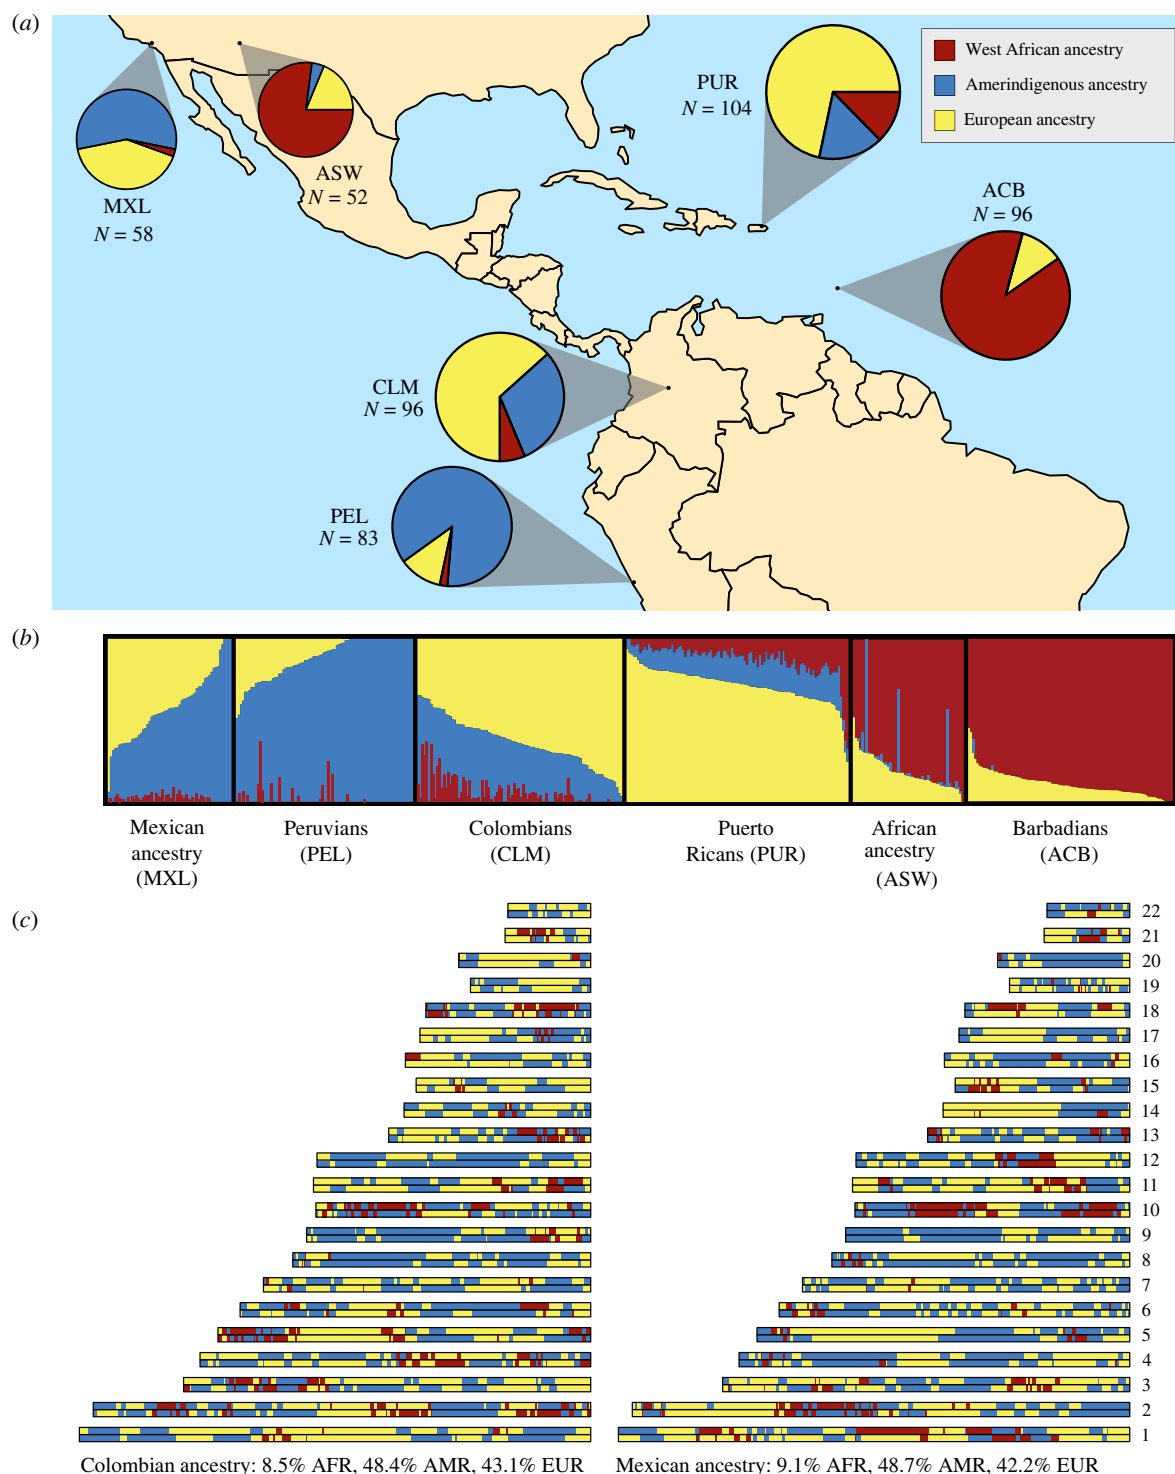 (a)
West African ancestry
Amerindigenous ancestry
European ancestry
PUR
N = 104
ASW
N = 52
MXL
N = 58
ACB
N = 96
CLM
N = 96
PEL
N = 83
(b)
Mexican
ancestry
(MXL)
Peruvians
(PEL)
Colombians
(CLM)
Puerto
Ricans (PUR)
African
ancestry
(ASW)
Barbadians
(ACB)
(c)
22
21
20
19
18
17
16
15
14
13
12
11
10
9
8
7
6
5
4
3
2
1
Colombian ancestry: 8.5% AFR, 48.4% AMR, 43.1% EUR
Mexican ancestry: 9.1% AFR, 48.7% AMR, 42.2% EUR